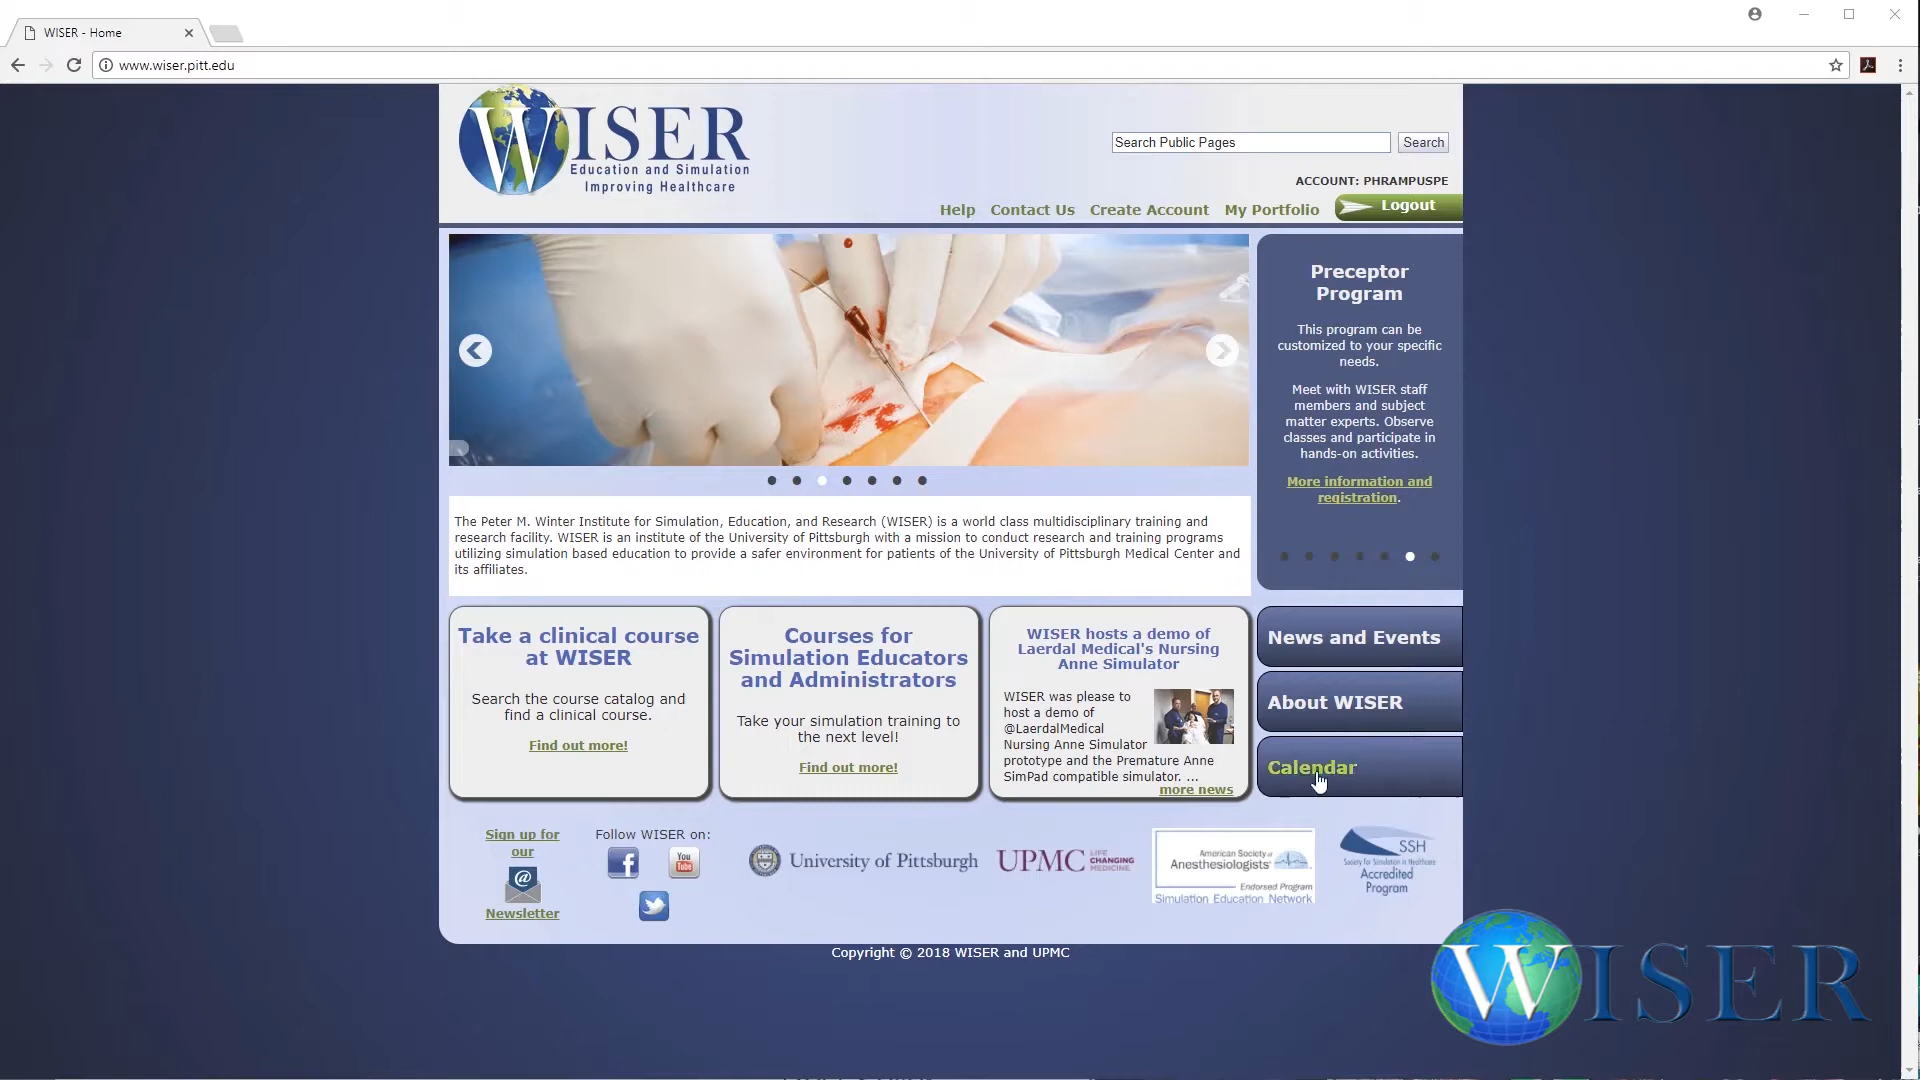 WISER - Home
www.wiser.pitt.edu
WISER
Education and Simulation
Improving Healthcare
Search Public Pages
Search
ACCOUNT: PHRAMPUSPE
Help
Contact Us
Create Account
My Portfolio
Logout
Preceptor
Program
This program can be
customized to your specific
needs.
Meet with WISER staff
members and subject
matter experts. Observe
classes and participate in
hands-on activities.
More information and
registration.
The Peter M. Winter Institute for Simulation, Education, and Research (WISER) is a world class multidisciplinary training and
research facility. WISER is an institute of the University of Pittsburgh with a mission to conduct research and training programs
utilizing simulation based education to provide a safer environment for patients of the University of Pittsburgh Medical Center and
its affiliates.
Take a clinical course
at WISER
Search the course catalog and
find a clinical course.
Find out more!
Courses for
Simulation Educators
and Administrators
Take your simulation training to
the next level!
Find out more!
WISER hosts a demo of
Laerdal Medical's Nursing
Anne Simulator
WISER was please to
host a demo of
@LaerdalMedical
Nursing Anne Simulator
prototype and the Premature Anne
SimPad compatible simulator. ...
more news
News and Events
About WISER
Calendar
Sign up for
our
Newsletter
Follow WISER on:
You
Tube
University of Pittsburgh
UPMC LIFE
CHANGING
MEDICINE
American Society of
Anesthesiologists
Endorsed Program
Simulation Education Network
SSH
Society for Simulation in Healthcare
Accredited
Program
Copyright © 2018 WISER and UPMC
WISER